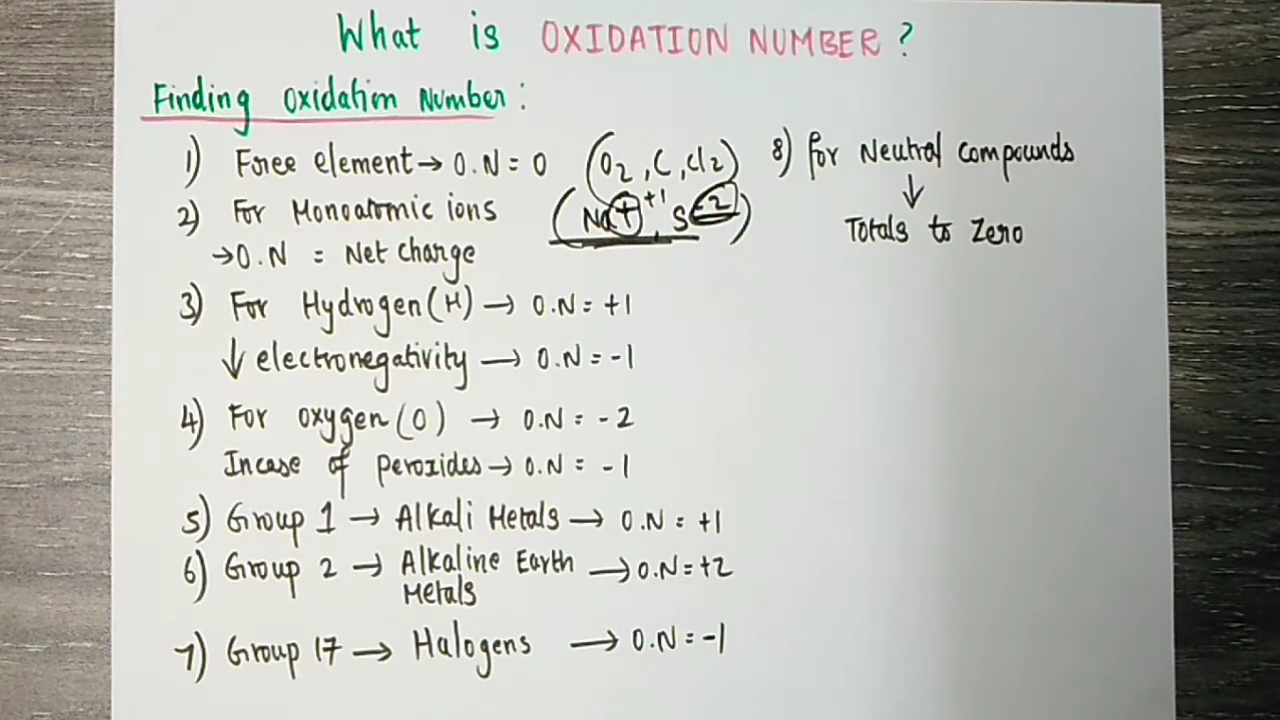 What is OXIDATION NUMBER?
Finding Oxidation Number:
1) Foree element → O.N = 0 (O2, C, Cl2)
2) For Monoatomic ions (Na+ +1, S-2)
→ O.N = Net charge
3) For Hydrogen (H) → O.N = +1
↓ electronegativity → O.N = -1
4) For oxygen (O) → O.N = -2
Incase of peroxides → O.N = -1
5) Group 1 → Alkali Metals → O.N = +1
6) Group 2 → Alkaline Earth → O.N = +2
Metals
7) Group 17 → Halogens → O.N = -1
8) For Neutral compounds
↓
Totals to Zero